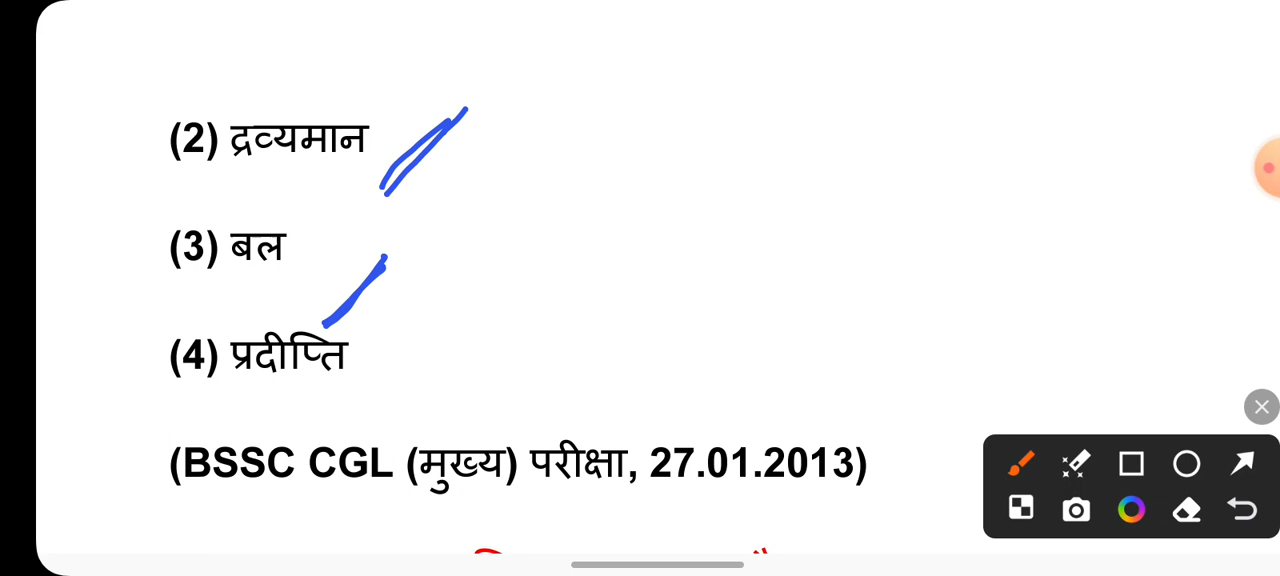 (2) द्रव्यमान
(3) बल
(4) प्रदीप्ति
(BSSC CGL (मुख्य) परीक्षा, 27.01.2013)